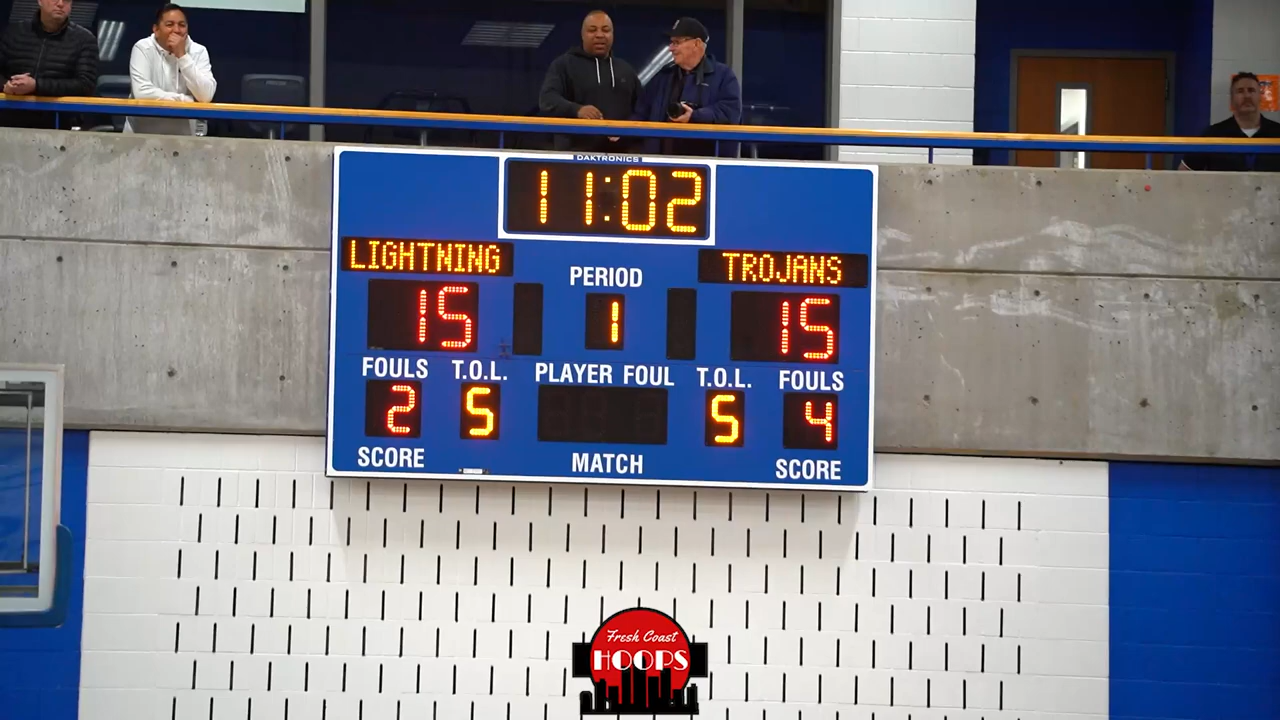 DAKTRONICS
11:02
LIGHTNING
TROJANS
PERIOD
15
1
15
FOULS
T.O.L.
PLAYER FOUL
T.O.L.
FOULS
2
5
5
4
SCORE
MATCH
SCORE
Fresh Coast
HOOPS